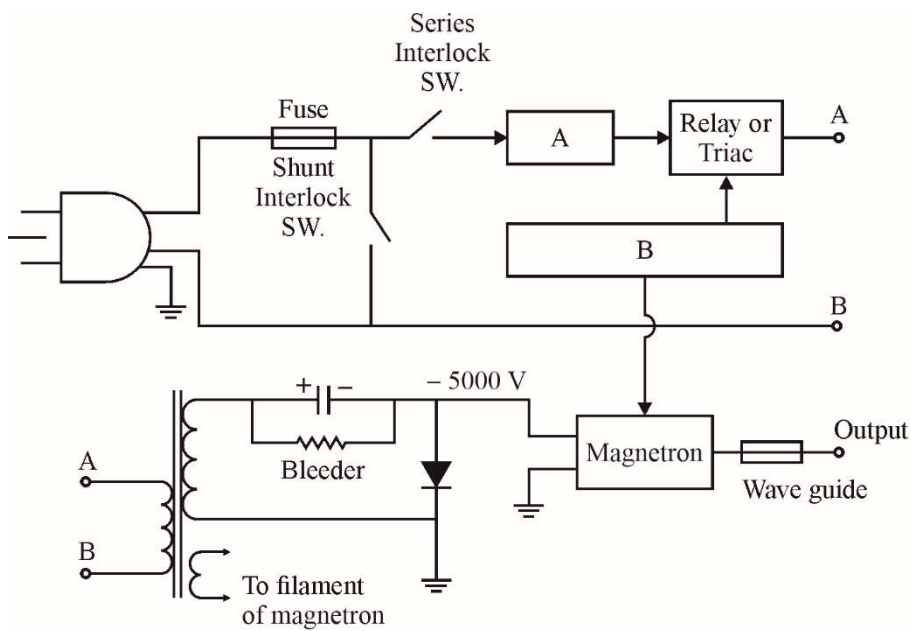 Series
Interlock
SW.
Fuse
Shunt
Interlock
SW.
A
Relay or
Triac
A
B
B
+ −
− 5000 V
Bleeder
A
B
Magnetron
Output
Wave guide
To filament
of magnetron